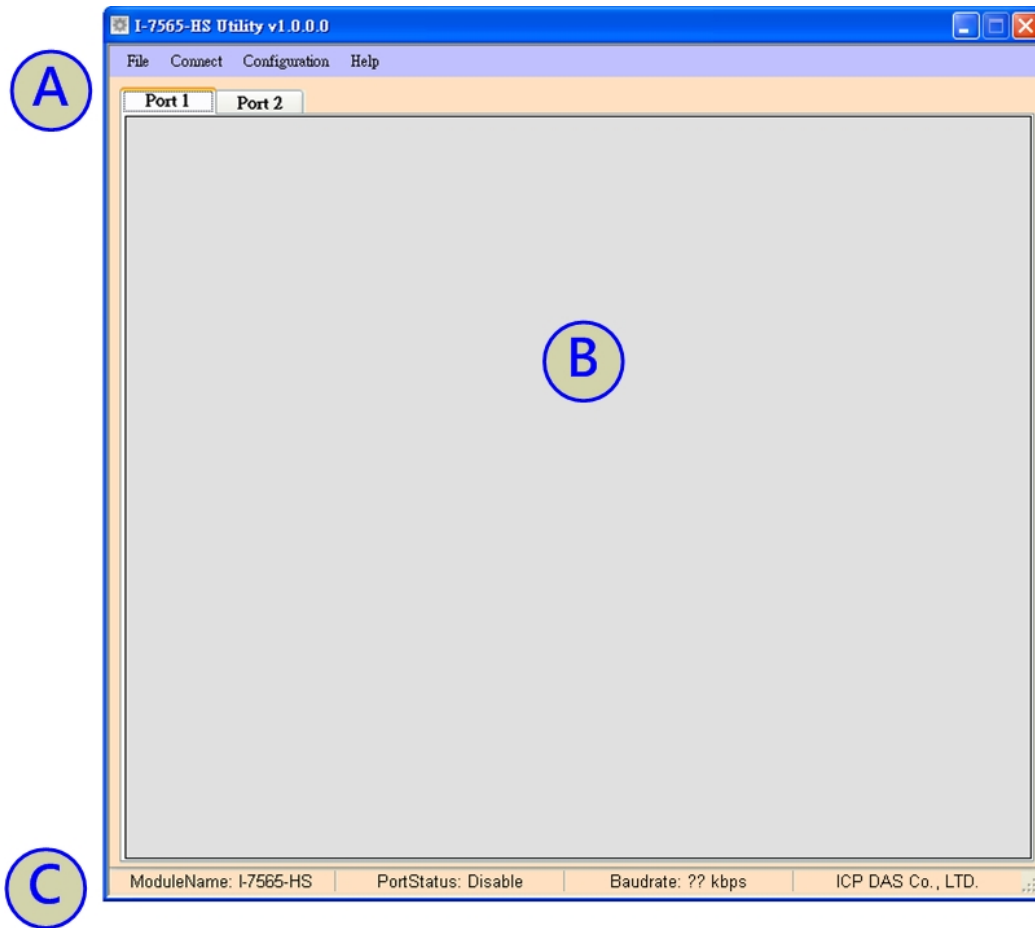 I-7565-HS Utility v1.0.0.0
File Connect Configuration Help
A
Port 1 Port 2
B
C
ModuleName: I-7565-HS PortStatus: Disable Baudrate: ?? kbps ICP DAS Co., LTD.